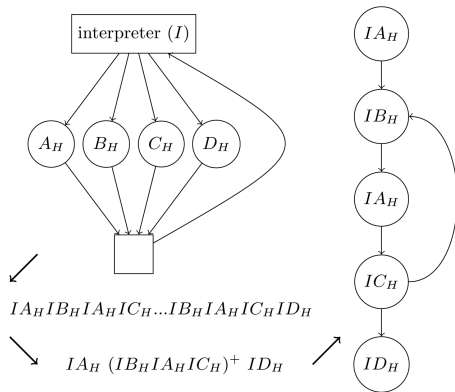 interpreter (I)
A_H B_H C_H D_H
IA_HIB_HIA_HIC_H...IB_HIA_HIC_HID_H
IA_H (IB_HIA_HIC_H)^+ ID_H
IA_H
IB_H
IA_H
IC_H
ID_H